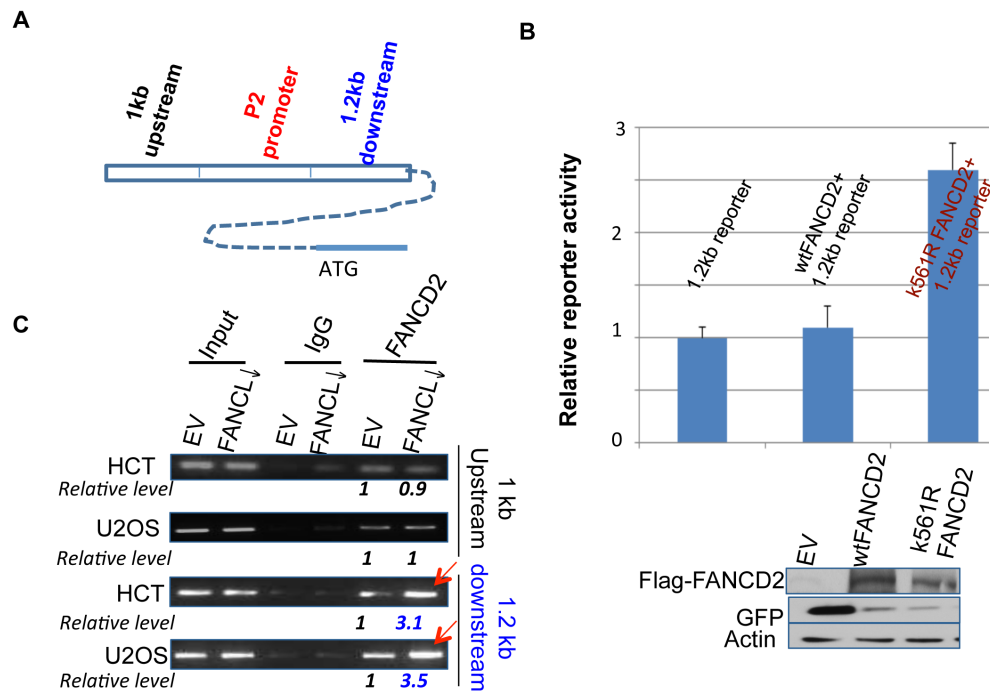 A
1kb
upstream
P2
promoter
1.2kb
downstream
ATG
B
Relative reporter activity
3
2
1
0
1.2kb reporter
wtFANCD2+
1.2kb reporter
k561R FANCD2+
1.2kb reporter
EV
wtFANCD2
k561R
FANCD2
Flag-FANCD2
GFP
Actin
C
Input
IgG
FANCD2
EV
FANCL↓
EV
FANCL↓
EV
FANCL↓
HCT
Relative level
1
0.9
U2OS
Relative level
1
1
1 kb
Upstream
HCT
Relative level
1
3.1
U2OS
Relative level
1
3.5
1.2 kb
downstream